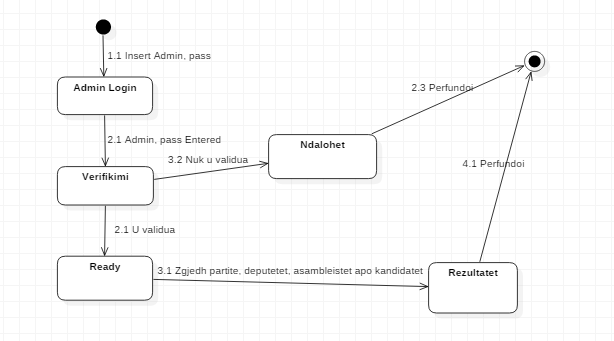 1.1 Insert Admin, pass
Admin Login
2.3 Perfundoi
2.1 Admin, pass Entered
Ndalohet
3.2 Nuk u validua
4.1 Perfundoi
Verifikimi
2.1 U validua
Ready
3.1 Zgjedh partite, deputetet, asambleistet apo kandidatet
Rezultatet